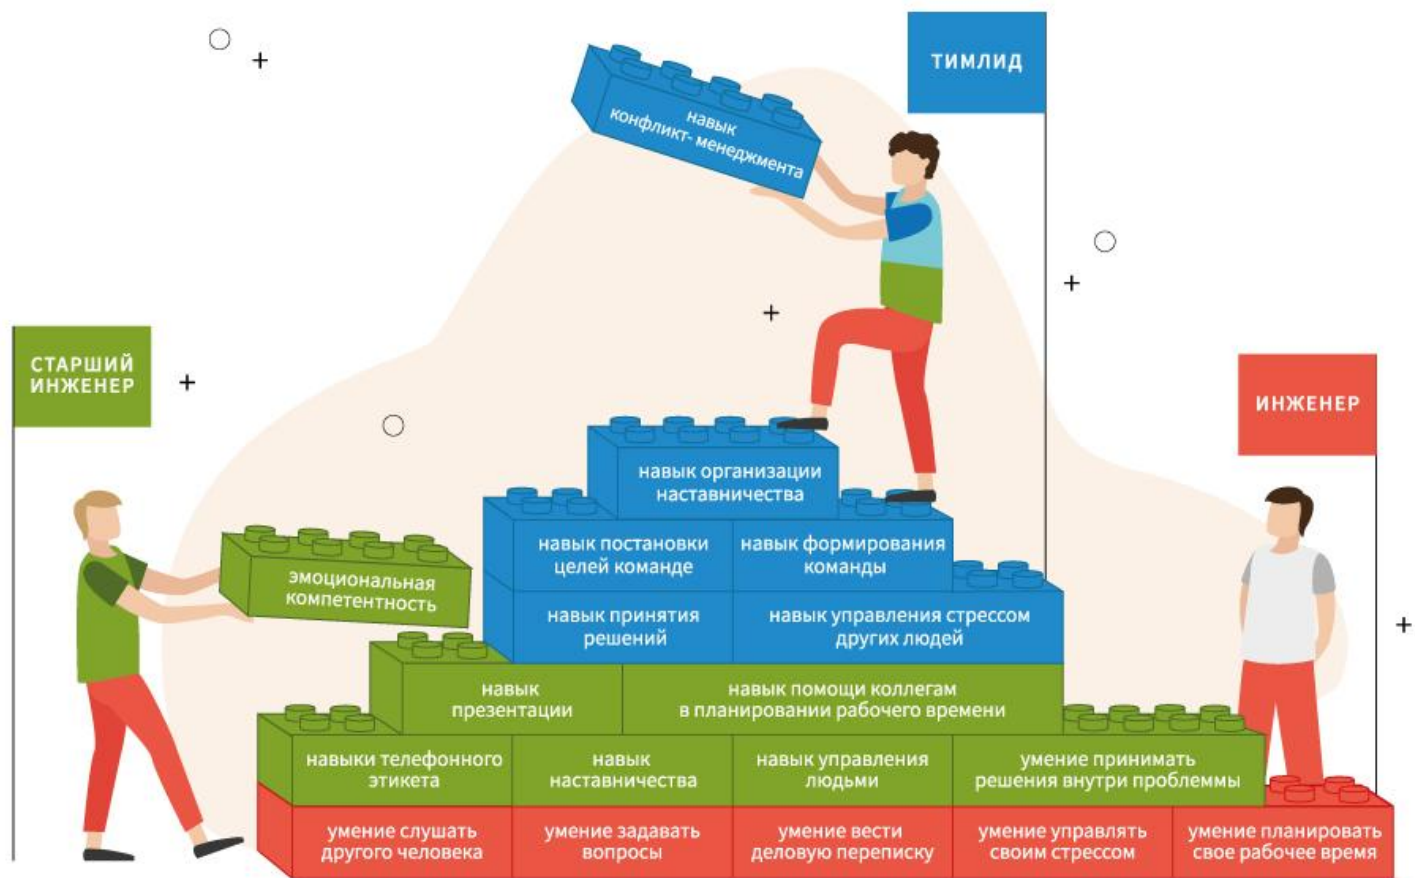 ТИМЛИД
навык
конфликт- менеджмента
СТАРШИЙ
ИНЖЕНЕР
ИНЖЕНЕР
навык организации
наставничества
эмоциональная
компетентность
навык постановки
целей команде
навык формирования
команды
навык принятия
решений
навык управления стрессом
других людей
навык
презентации
навык помощи коллегам
в планировании рабочего времени
навыки телефонного
этикета
навык
наставничества
навык управления
людьми
умение принимать
решения внутри проблеммы
умение слушать
другого человека
умение задавать
вопросы
умение вести
деловую переписку
умение управлять
своим стрессом
умение планировать
свое рабочее время